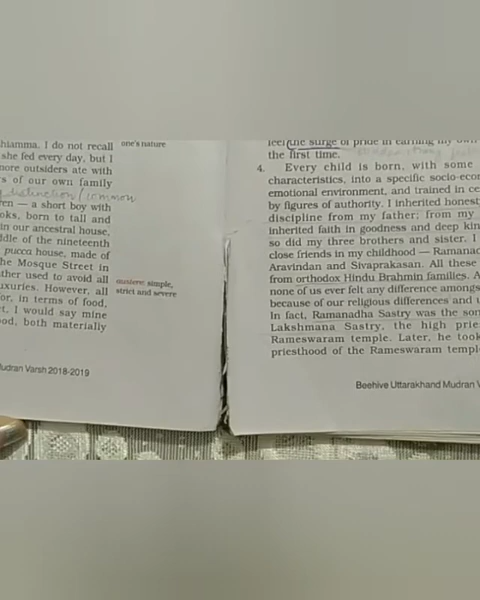 hiamma. I do not recall
she fed every day, but I
more outsiders ate with
s of our own family
distinction / common
ren — a short boy with
oks, born to tall and
in our ancestral house,
ddle of the nineteenth
pucca house, made of
he Mosque Street in
ther used to avoid all
uxuries. However, all
for, in terms of food,
t, I would say mine
ood, both materially
one's nature
austere: simple,
strict and severe
Mudran Varsh 2018-2019
feel the surge of pride in earning my own
the first time.
4. Every child is born, with some
characteristics, into a specific socio-econ
emotional environment, and trained in ce
by figures of authority. I inherited honest
discipline from my father; from my
inherited faith in goodness and deep kin
so did my three brothers and sister. I
close friends in my childhood — Ramanad
Aravindan and Sivaprakasan. All these
from orthodox Hindu Brahmin families. A
none of us ever felt any difference amongs
because of our religious differences and u
In fact, Ramanadha Sastry was the son
Lakshmana Sastry, the high prie
Rameswaram temple. Later, he took
priesthood of the Rameswaram templ
Beehive Uttarakhand Mudran V